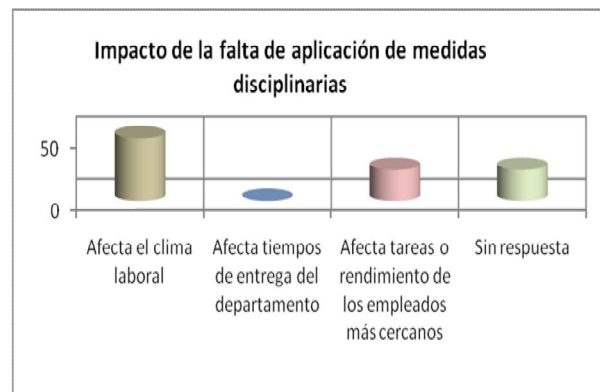 Impacto de la falta de aplicación de medidas
disciplinarias
50
0
Afecta el clima
laboral
Afecta tiempos
de entrega del
departamento
Afecta tareas o
rendimiento de
los empleados
más cercanos
Sin respuesta